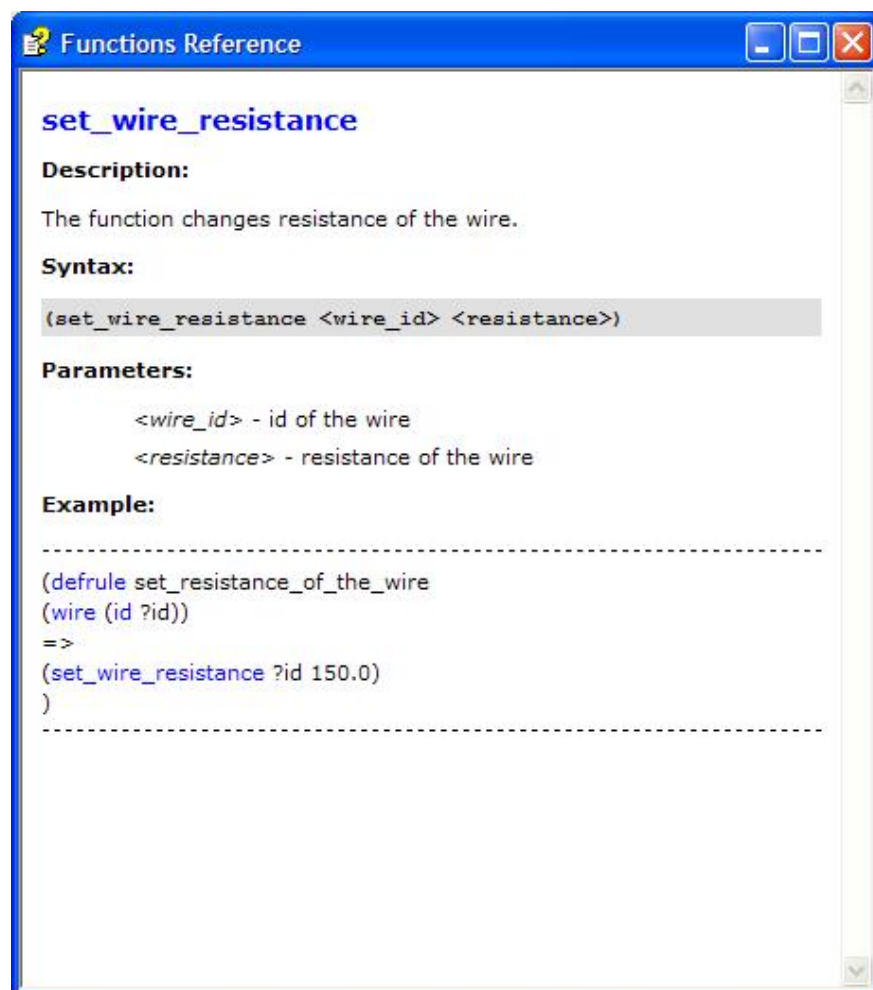 Functions Reference
set_wire_resistance
Description:
The function changes resistance of the wire.
Syntax:
(set_wire_resistance <wire_id> <resistance>)
Parameters:
<wire_id> - id of the wire
<resistance> - resistance of the wire
Example:
--------------------------------------------------------------------
(defrule set_resistance_of_the_wire
(wire (id ?id))
=>
(set_wire_resistance ?id 150.0)
)
--------------------------------------------------------------------